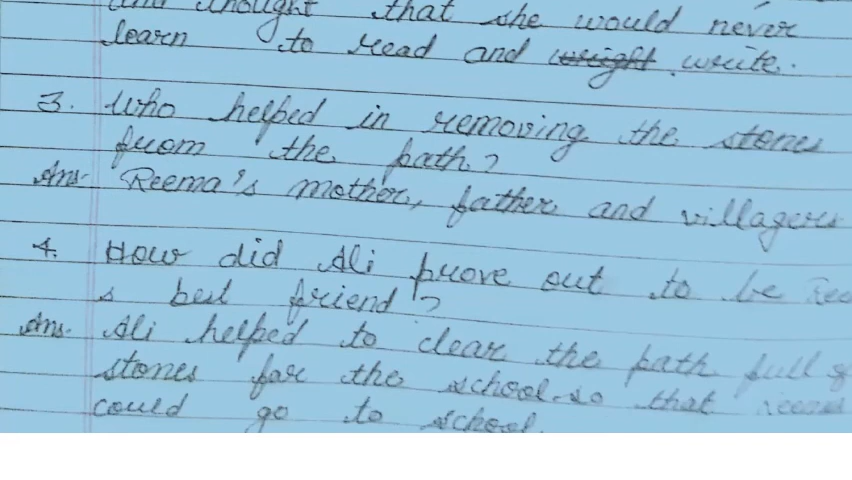 and thought that she would never
learn to read and wright write.
3. Who helped in removing the stones
from the path?
Ans. Reema's mother, father and villagers
4. How did Ali prove out to be
s best friend?
Ans. Ali helped to clear the path full
stones for the school so that
could go to school.